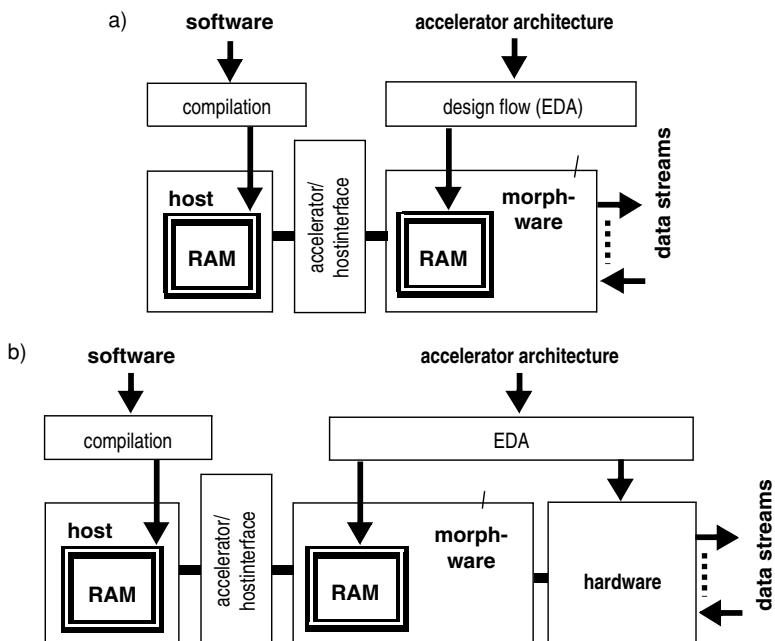 a)
software
accelerator architecture
compilation
design flow (EDA)
host
RAM
accelerator/
hostinterface
morph-
ware
RAM
data streams
b)
software
accelerator architecture
compilation
EDA
host
RAM
accelerator/
hostinterface
morph-
ware
RAM
hardware
data streams